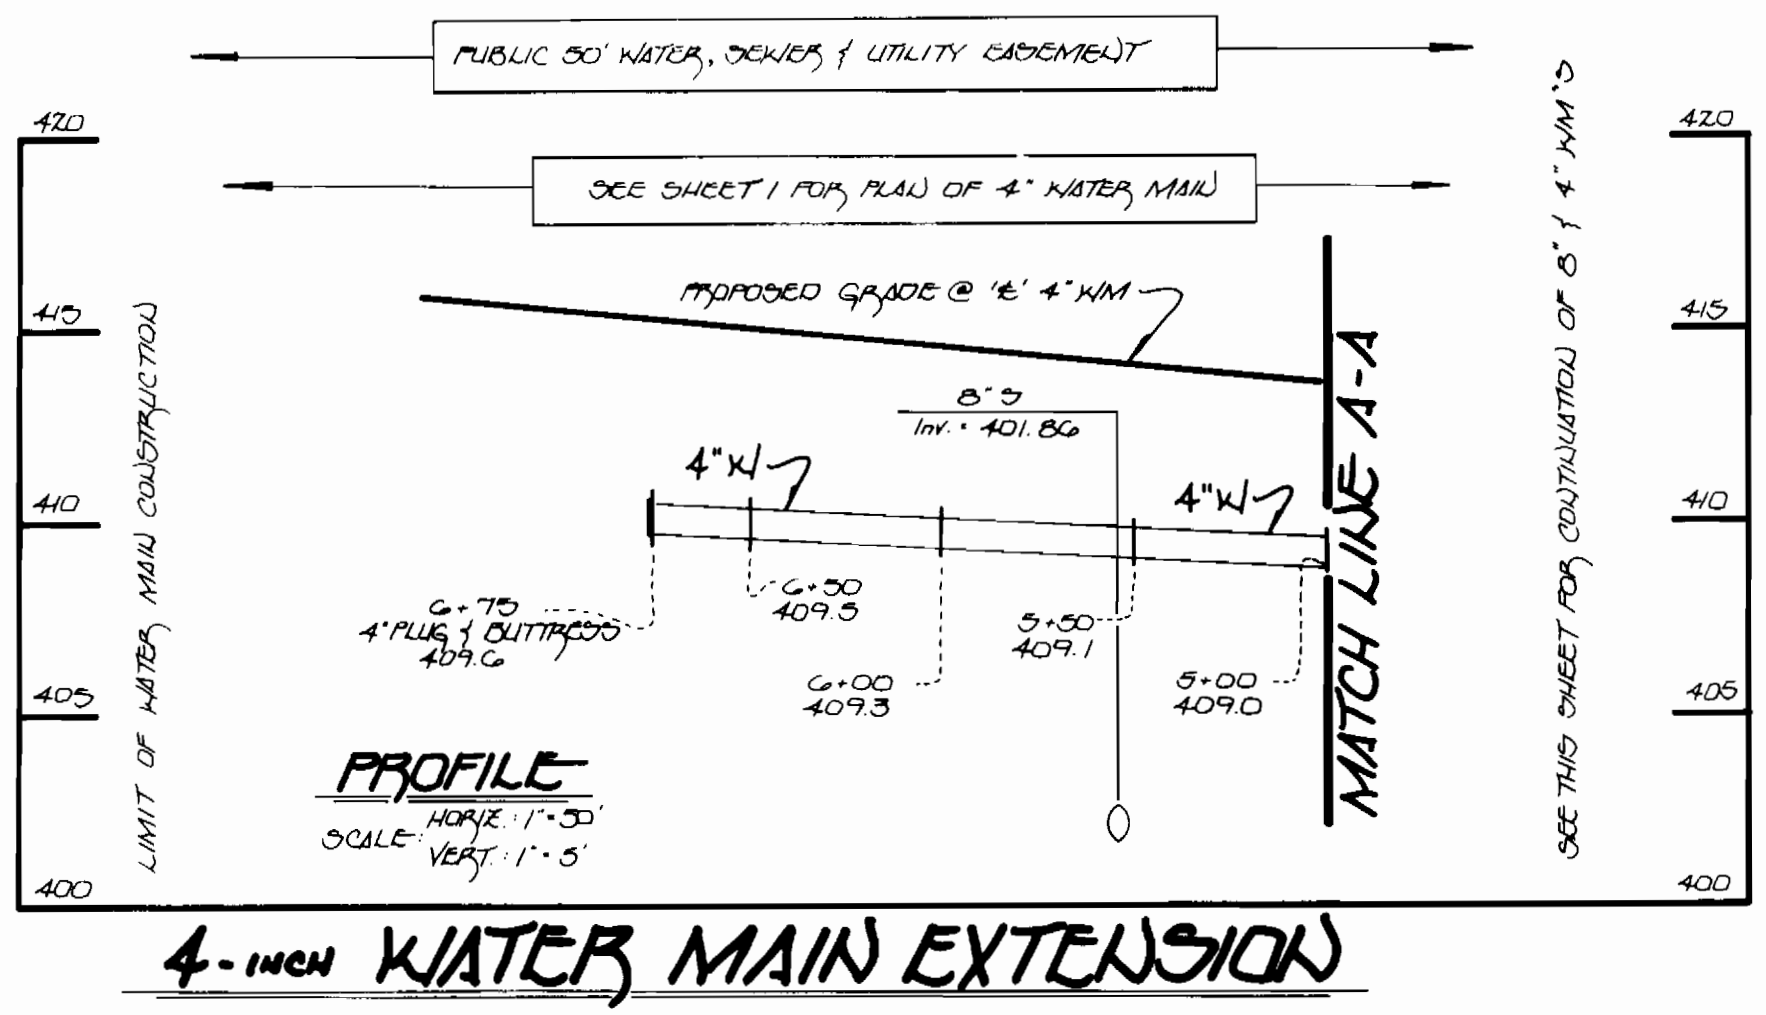 PUBLIC 50' WATER, SEWER & UTILITY EASEMENT
SEE SHEET 1 FOR PLAN OF 4" WATER MAIN
420
415
410
405
400
LIMIT OF WATER MAIN CONSTRUCTION
PROPOSED GRADE @ '℄' 4" WM
8" S
Inv. = 401.86
4" W
4" W
6+75
4" PLUG & BUTTRESS
409.6
6+50
409.5
6+00
409.3
5+50
409.1
5+00
409.0
MATCH LINE A-A
SEE THIS SHEET FOR CONTINUATION OF 8" & 4" WM'S
420
415
410
405
400
PROFILE
SCALE: HORIZ.: 1" = 50'
VERT.: 1" = 5'
4-INCH WATER MAIN EXTENSION